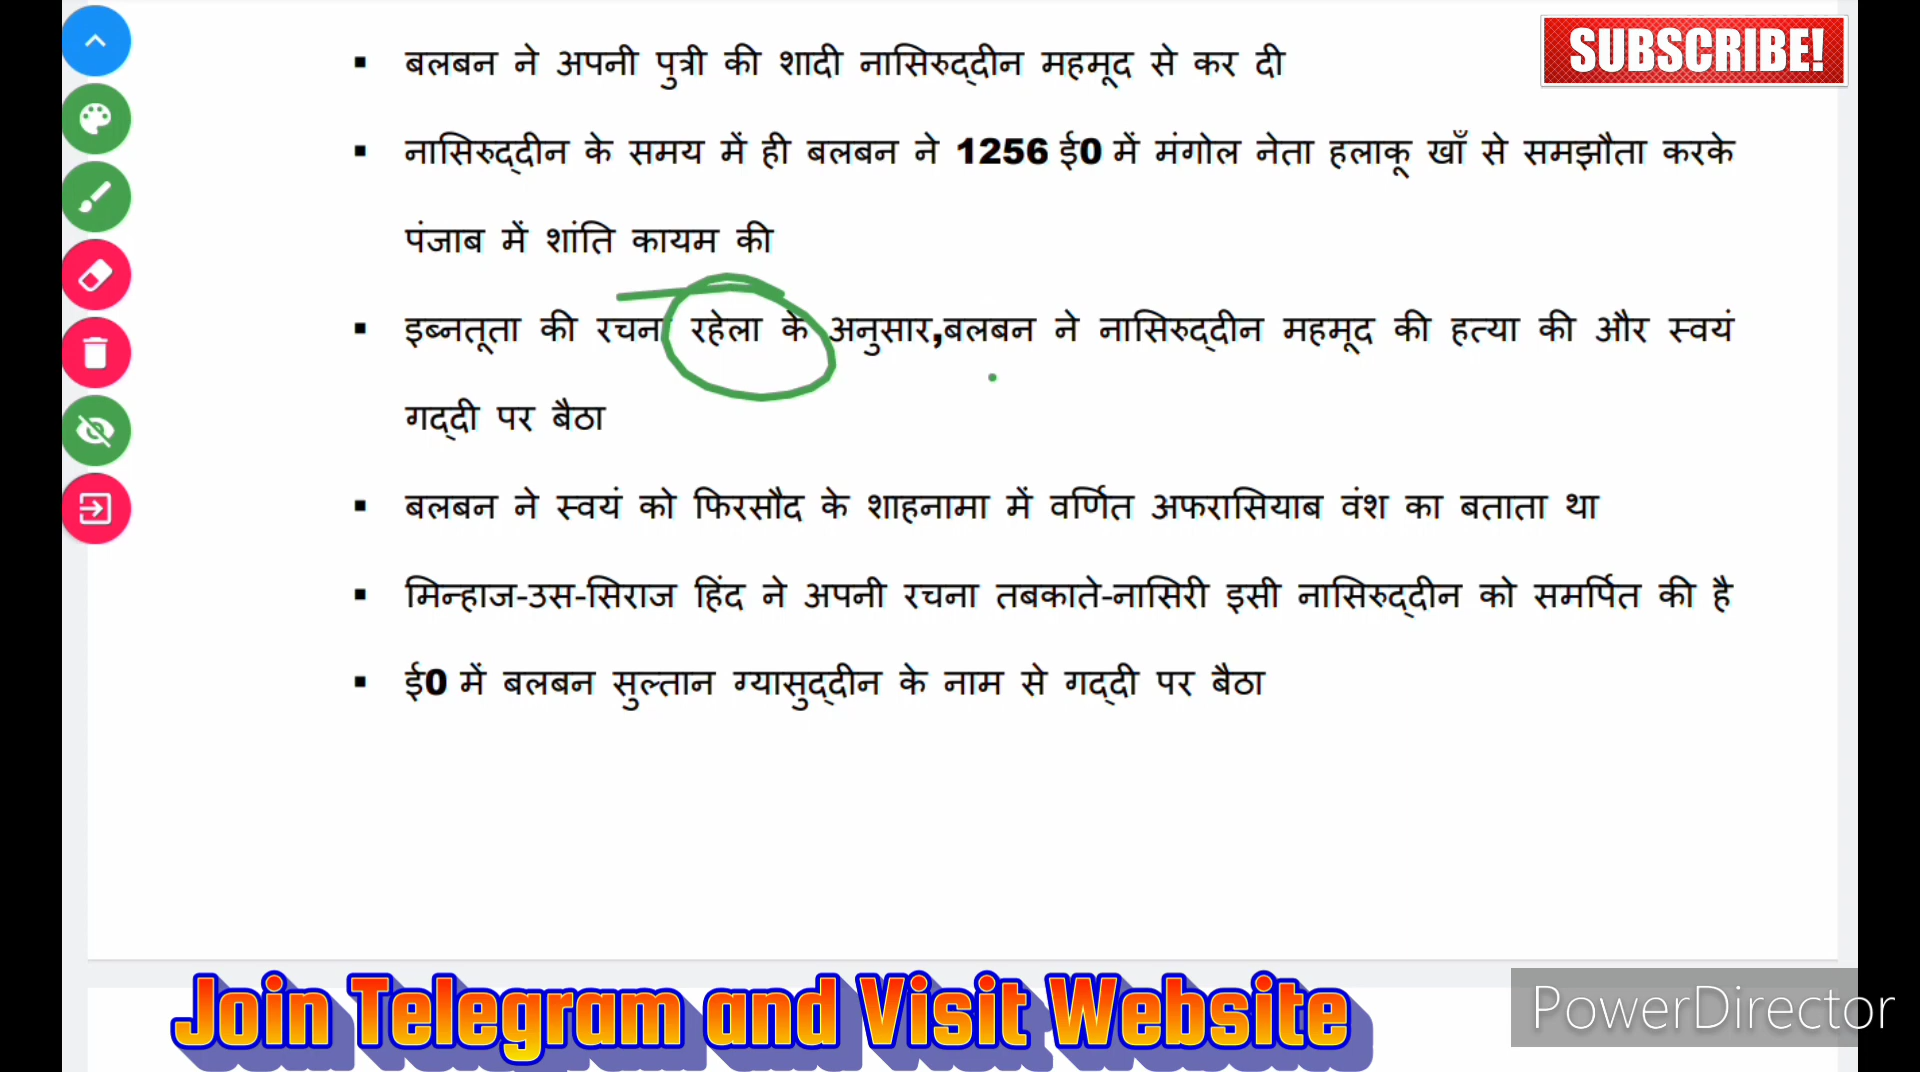 SUBSCRIBE!
▪ बलबन ने अपनी पुत्री की शादी नासिरुद्दीन महमूद से कर दी
▪ नासिरुद्दीन के समय में ही बलबन ने 1256 ई0 में मंगोल नेता हलाकू खाँ से समझौता करके
पंजाब में शांति कायम की
▪ इब्नतूता की रचना रहेला के अनुसार,बलबन ने नासिरुद्दीन महमूद की हत्या की और स्वयं
गद्दी पर बैठा
▪ बलबन ने स्वयं को फिरसौद के शाहनामा में वर्णित अफरासियाब वंश का बताता था
▪ मिन्हाज-उस-सिराज हिंद ने अपनी रचना तबकाते-नासिरी इसी नासिरुद्दीन को समर्पित की है
▪ ई0 में बलबन सुल्तान ग्यासुद्दीन के नाम से गद्दी पर बैठा
Join Telegram and Visit Website
PowerDirector